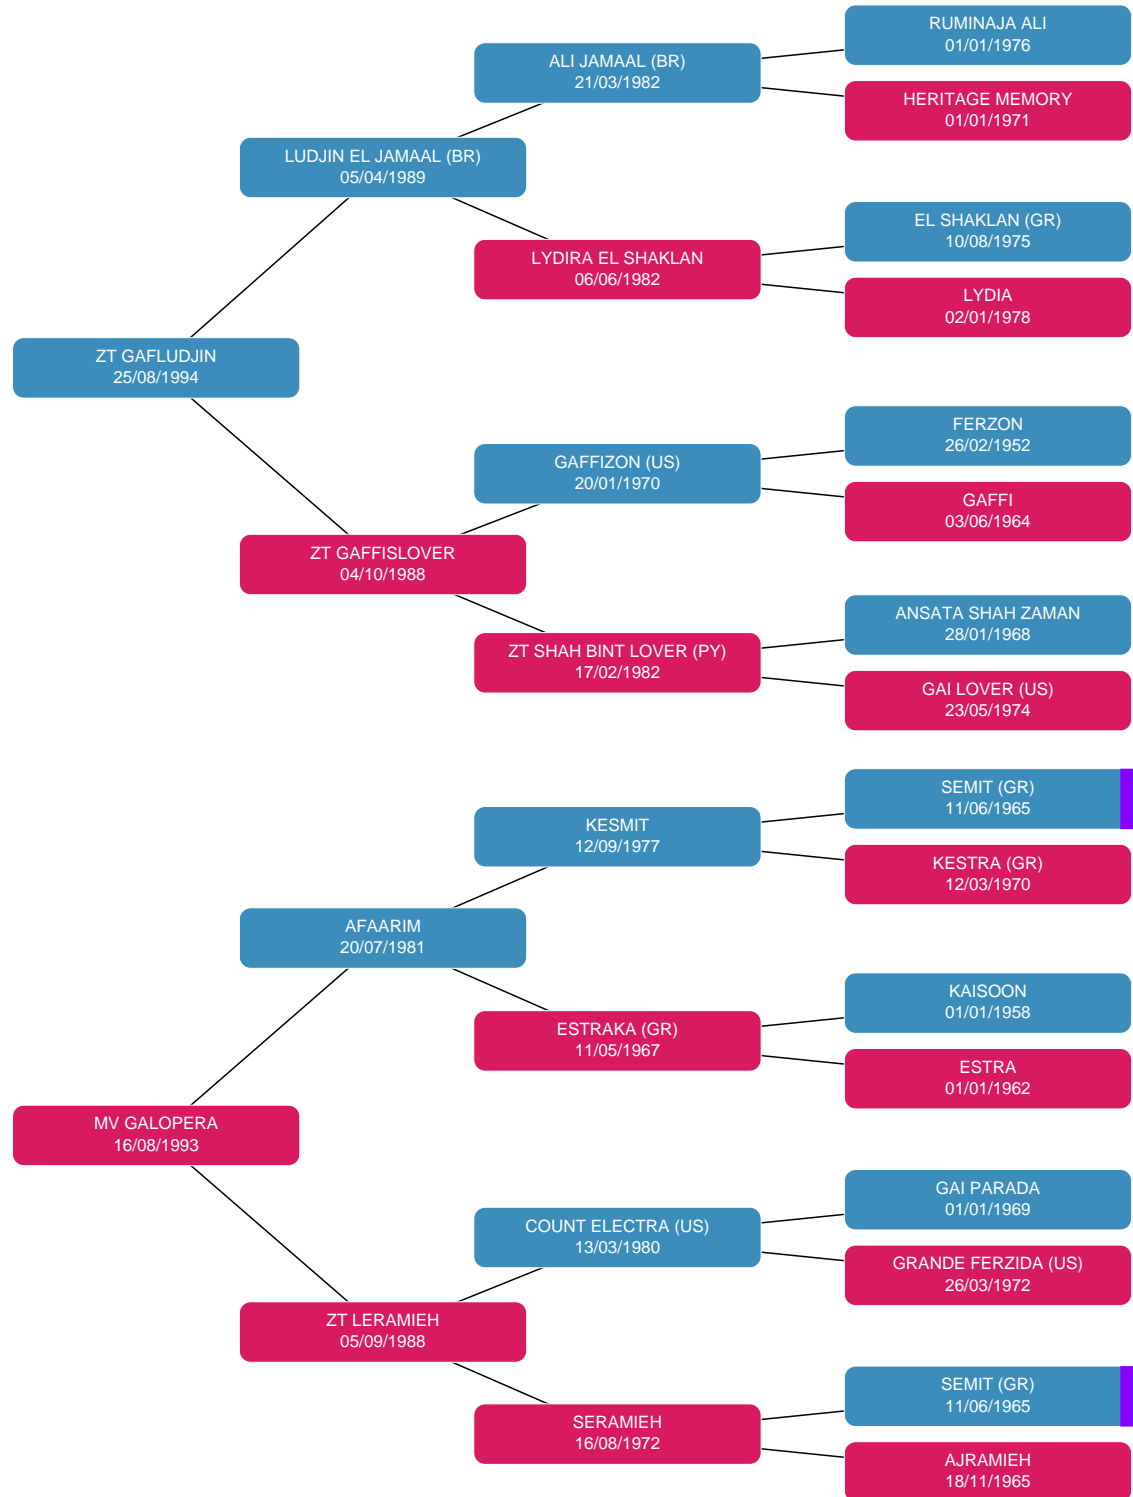 RUMINAJA ALI
01/01/1976
ALI JAMAAL (BR)
21/03/1982
HERITAGE MEMORY
01/01/1971
LUDJIN EL JAMAAL (BR)
05/04/1989
EL SHAKLAN (GR)
10/08/1975
LYDIRA EL SHAKLAN
06/06/1982
LYDIA
02/01/1978
ZT GAFLUDJIN
25/08/1994
FERZON
26/02/1952
GAFFIZON (US)
20/01/1970
GAFFI
03/06/1964
ZT GAFFISLOVER
04/10/1988
ANSATA SHAH ZAMAN
28/01/1968
ZT SHAH BINT LOVER (PY)
17/02/1982
GAI LOVER (US)
23/05/1974
SEMIT (GR)
11/06/1965
KESMIT
12/09/1977
KESTRA (GR)
12/03/1970
AFAARIM
20/07/1981
KAISOON
01/01/1958
ESTRAKA (GR)
11/05/1967
ESTRA
01/01/1962
MV GALOPERA
16/08/1993
GAI PARADA
01/01/1969
COUNT ELECTRA (US)
13/03/1980
GRANDE FERZIDA (US)
26/03/1972
ZT LERAMIEH
05/09/1988
SEMIT (GR)
11/06/1965
SERAMIEH
16/08/1972
AJRAMIEH
18/11/1965